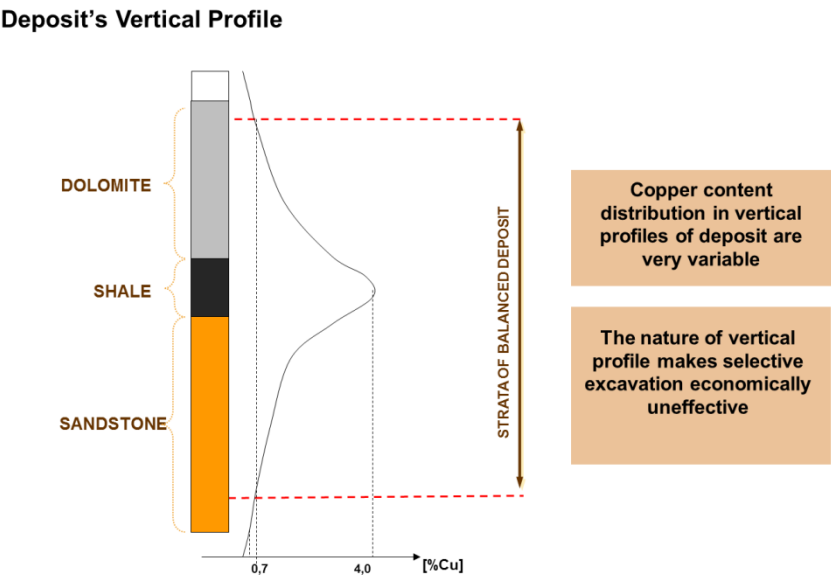 Deposit's Vertical Profile
DOLOMITE
SHALE
SANDSTONE
STRATA OF BALANCED DEPOSIT
Copper content
distribution in vertical
profiles of deposit are
very variable
The nature of vertical
profile makes selective
excavation economically
uneffective
0,7
4,0
[%Cu]